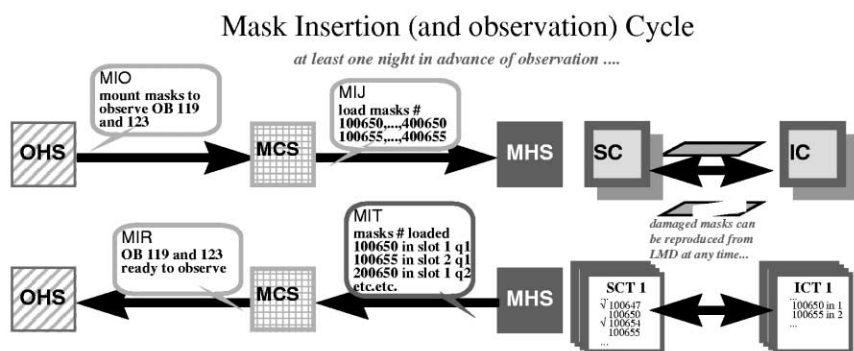 Mask Insertion (and observation) Cycle
at least one night in advance of observation ....
MIO
mount masks to
observe OB 119
and 123
MIJ
load masks #
100650,...,400650
100655,...,400655
OHS
MCS
MHS
SC
IC
damaged masks can
be reproduced from
LMD at any time...
MIR
OB 119 and 123
ready to observe
MIT
masks # loaded
100650 in slot 1 q1
100655 in slot 2 q1
200650 in slot 1 q2
etc.etc.
OHS
MCS
MHS
SCT 1
...
√ 100647
100650
√ 100654
100655
...
ICT 1
...
100650 in 1
100655 in 2
...